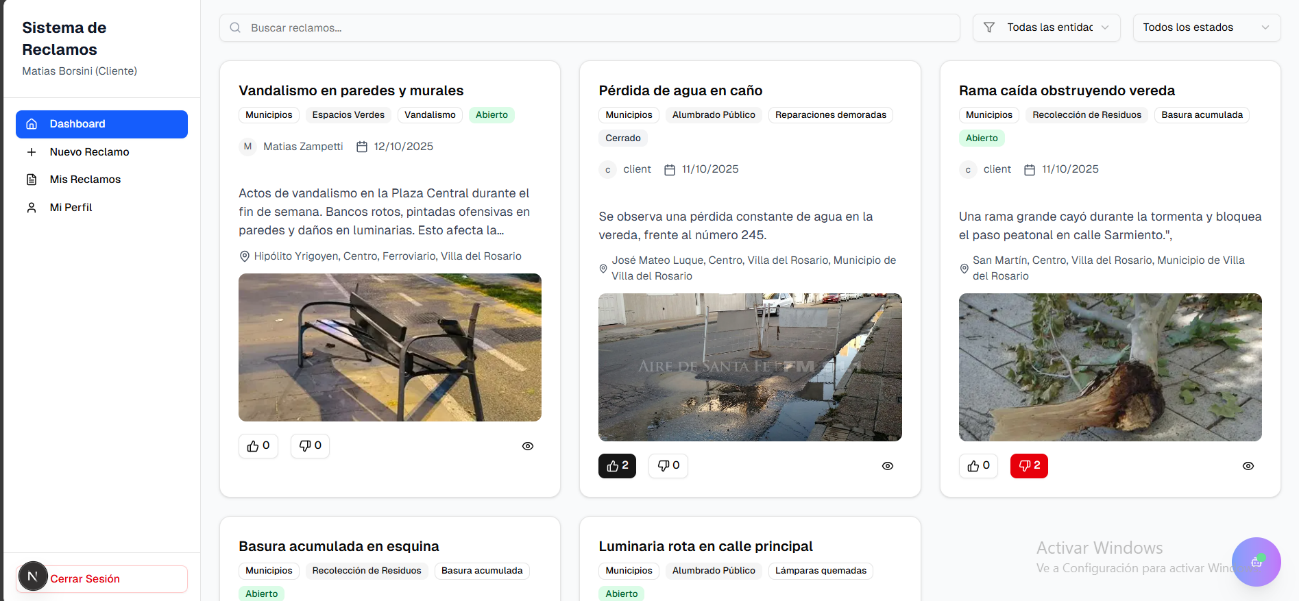 Sistema de
Reclamos
Matias Borsini (Cliente)
Dashboard
Nuevo Reclamo
Mis Reclamos
Mi Perfil
N
Cerrar Sesión
Buscar reclamos...
Todas las entidac
Todos los estados
Vandalismo en paredes y murales
Municipios
Espacios Verdes
Vandalismo
Abierto
M
Matias Zampetti
12/10/2025
Actos de vandalismo en la Plaza Central durante el
fin de semana. Bancos rotos, pintadas ofensivas en
paredes y daños en luminarias. Esto afecta la...
Hipólito Yrigoyen, Centro, Ferroviario, Villa del Rosario
0
0
Pérdida de agua en caño
Municipios
Alumbrado Público
Reparaciones demoradas
Cerrado
c
client
11/10/2025
Se observa una pérdida constante de agua en la
vereda, frente al número 245.
José Mateo Luque, Centro, Villa del Rosario, Municipio de
Villa del Rosario
AIRE DE SANTA FE FM
2
0
Rama caída obstruyendo vereda
Municipios
Recolección de Residuos
Basura acumulada
Abierto
c
client
11/10/2025
Una rama grande cayó durante la tormenta y bloquea
el paso peatonal en calle Sarmiento.",
San Martín, Centro, Villa del Rosario, Municipio de Villa
del Rosario
0
2
Basura acumulada en esquina
Municipios
Recolección de Residuos
Basura acumulada
Abierto
Luminaria rota en calle principal
Municipios
Alumbrado Público
Lámparas quemadas
Abierto
Activar Windows
Ve a Configuración para activar Win